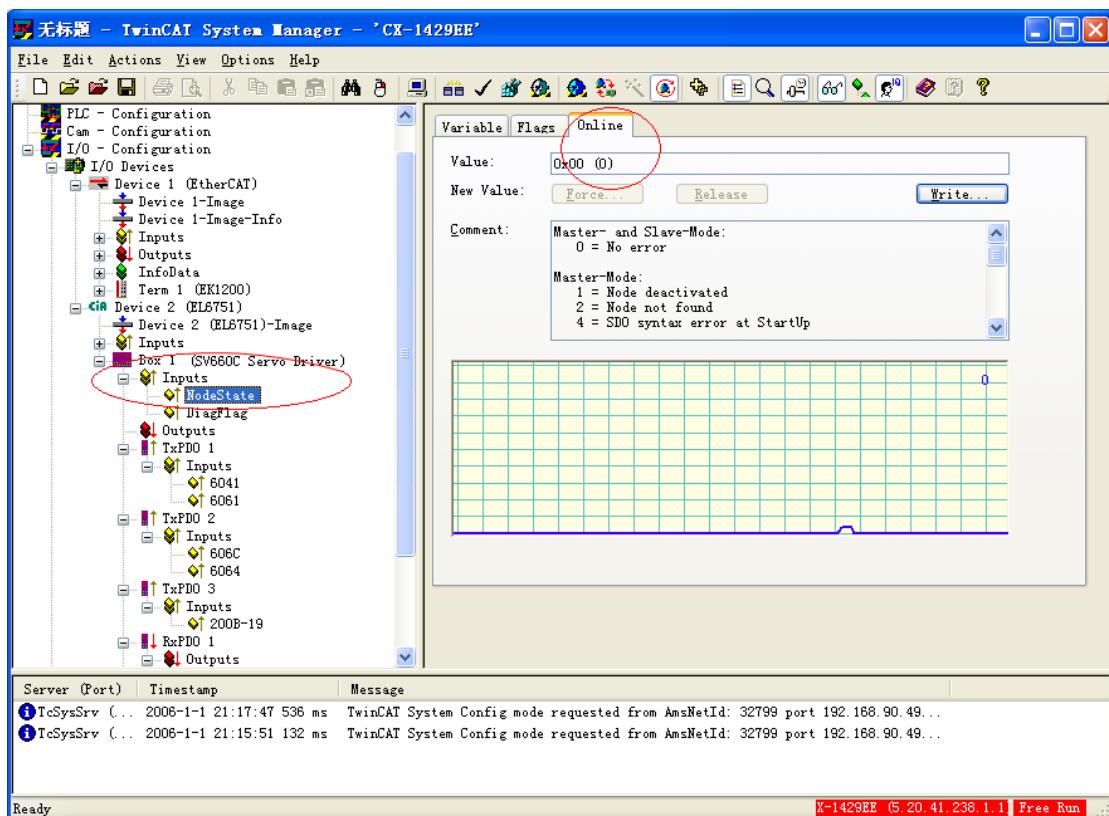 无标题 - TwinCAT System Manager - 'CX-1429EE'
File Edit Actions View Options Help
PLC - Configuration
Cam - Configuration
I/O - Configuration
I/O Devices
Device 1 (EtherCAT)
Device 1-Image
Device 1-Image-Info
Inputs
Outputs
InfoData
Term 1 (EK1200)
CiA Device 2 (EL6751)
Device 2 (EL6751)-Image
Inputs
Box 1 (SV660C Servo Driver)
Inputs
NodeState
DiagFlag
Outputs
TxPDO 1
Inputs
6041
6061
TxPDO 2
Inputs
606C
6064
TxPDO 3
Inputs
200B-19
RxPDO 1
Outputs
Variable Flags Online
Value: 0x00 (0)
New Value: Force... Release Write...
Comment: Master- and Slave-Mode:
0 = No error
Master-Mode:
1 = Node deactivated
2 = Node not found
4 = SDO syntax error at StartUp
0
Server (Port) Timestamp Message
TcSysSrv (... 2006-1-1 21:17:47 536 ms TwinCAT System Config mode requested from AmsNetId: 32799 port 192.168.90.49...
TcSysSrv (... 2006-1-1 21:15:51 132 ms TwinCAT System Config mode requested from AmsNetId: 32799 port 192.168.90.49...
Ready X-1429EE (5.20.41.238.1.1) Free Run